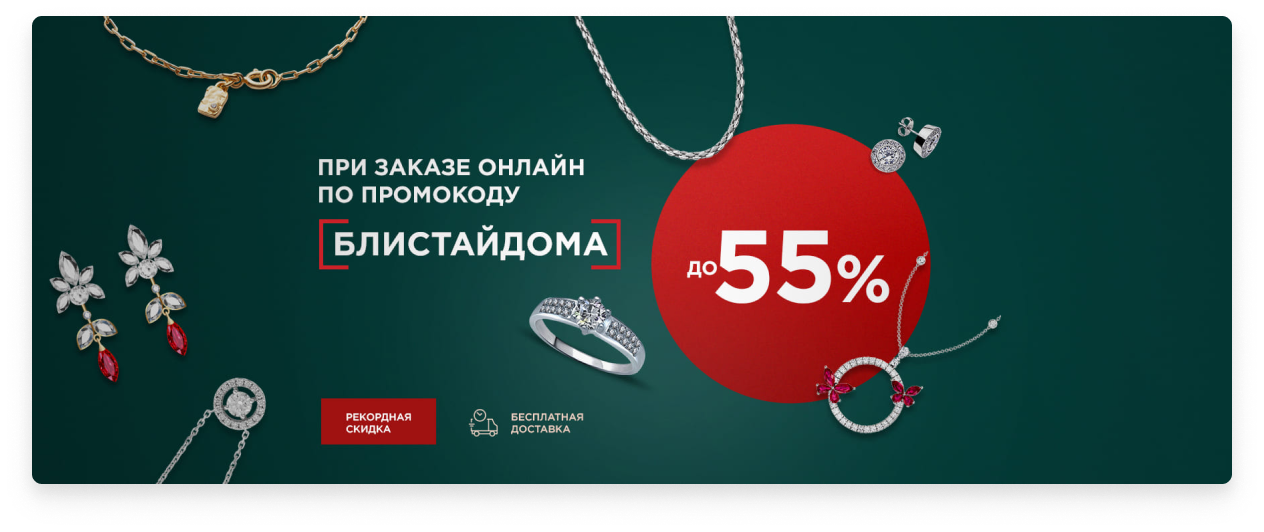 ПРИ ЗАКАЗЕ ОНЛАЙН
ПО ПРОМОКОДУ
БЛИСТАЙДОМА
ДО 55%
РЕКОРДНАЯ
СКИДКА
БЕСПЛАТНАЯ
ДОСТАВКА